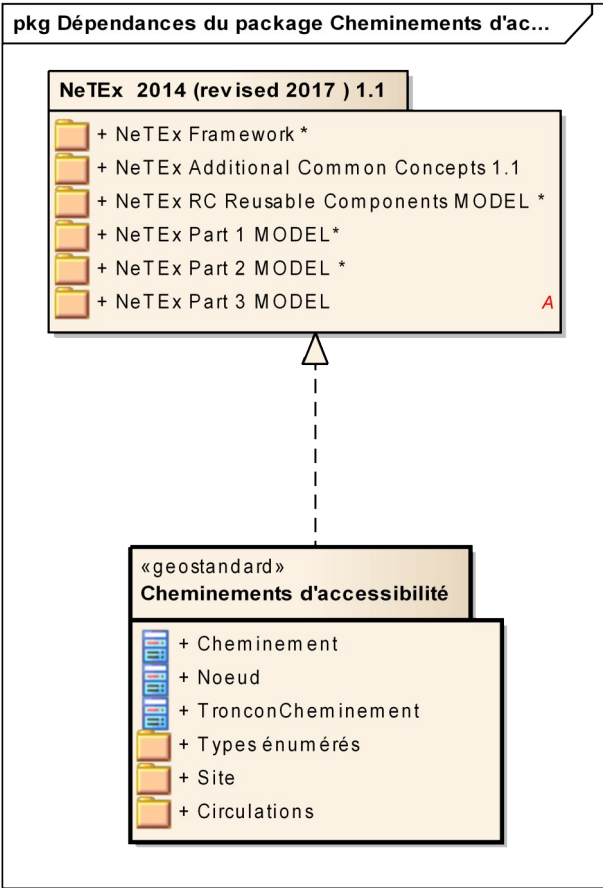 pkg Dépendances du package Cheminements d'ac...
NeTEx 2014 (revised 2017 ) 1.1
+ NeTEx Framework *
+ NeTEx Additional Common Concepts 1.1
+ NeTEx RC Reusable Components MODEL *
+ NeTEx Part 1 MODEL*
+ NeTEx Part 2 MODEL *
+ NeTEx Part 3 MODEL A
«geostandard»
Cheminements d'accessibilité
+ Cheminement
+ Noeud
+ TronconCheminement
+ Types énumérés
+ Site
+ Circulations